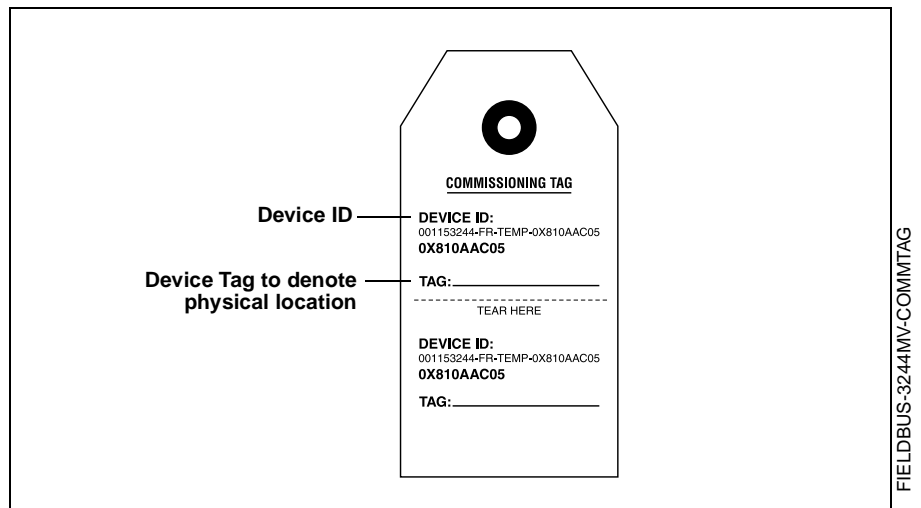 COMMISSIONING TAG
Device ID
DEVICE ID:
001153244-FR-TEMP-0X810AAC05
0X810AAC05
Device Tag to denote
physical location
TAG:
TEAR HERE
DEVICE ID:
001153244-FR-TEMP-0X810AAC05
0X810AAC05
TAG:
FIELDBUS-3244MV-COMMTAG